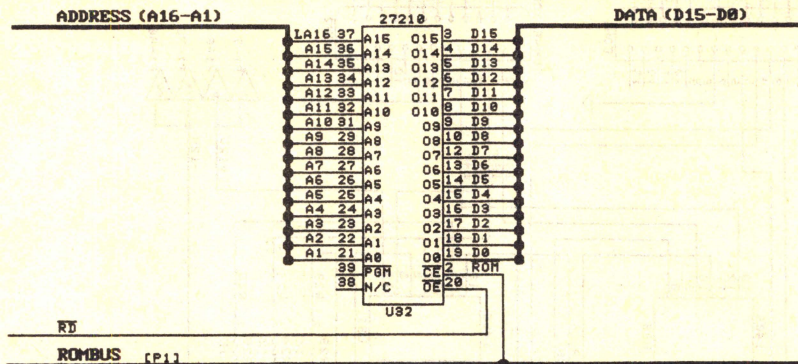 ADDRESS (A16-A1) DATA (D15-D0)
27210
LA16 37 A15 O15 3 D15
A15 36 A14 O14 4 D14
A14 35 A13 O13 5 D13
A13 34 A12 O12 6 D12
A12 33 A11 O11 7 D11
A11 32 A10 O10 8 D10
A10 31 A9 O9 9 D9
A9 29 A8 O8 10 D8
A8 28 A7 O7 12 D7
A7 27 A6 O6 13 D6
A6 26 A5 O5 14 D5
A5 25 A4 O4 15 D4
A4 24 A3 O3 16 D3
A3 23 A2 O2 17 D2
A2 22 A1 O1 18 D1
A1 21 A0 O0 19 D0
39 PGM CE 2 ROM
38 N/C OE 20
U32
RD
ROMBUS [P1]